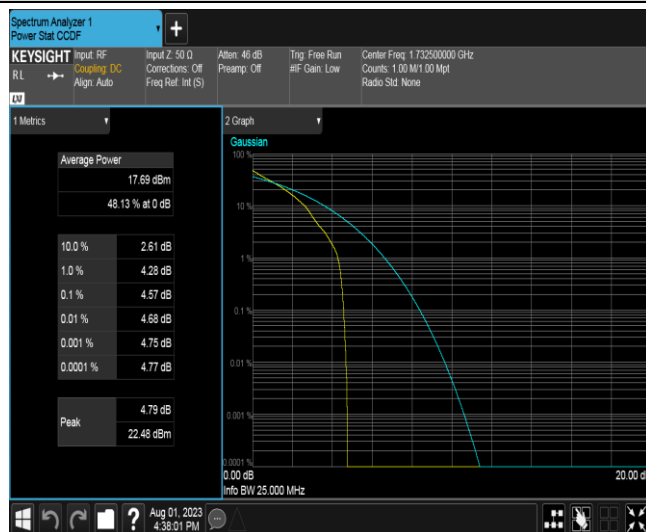 Spectrum Analyzer 1
Power Stat CCDF
+
KEYSIGHT
RL
LXI
Input: RF
Coupling: DC
Align: Auto
Input Z: 50 Ω
Corrections: Off
Freq Ref: Int (S)
Atten: 46 dB
Preamp: Off
Trig: Free Run
#IF Gain: Low
Center Freq: 1.732500000 GHz
Counts: 1.00 M/1.00 Mpt
Radio Std: None
1 Metrics
Average Power
17.69 dBm
48.13 % at 0 dB
10.0 % 2.61 dB
1.0 % 4.28 dB
0.1 % 4.57 dB
0.01 % 4.68 dB
0.001 % 4.75 dB
0.0001 % 4.77 dB
Peak
4.79 dB
22.48 dBm
2 Graph
Gaussian
100 %
10 %
1 %
0.1 %
0.01 %
0.001 %
0.0001 %
0.00 dB
20.00 d
Info BW 25.000 MHz
?
Aug 01, 2023
4:38:01 PM